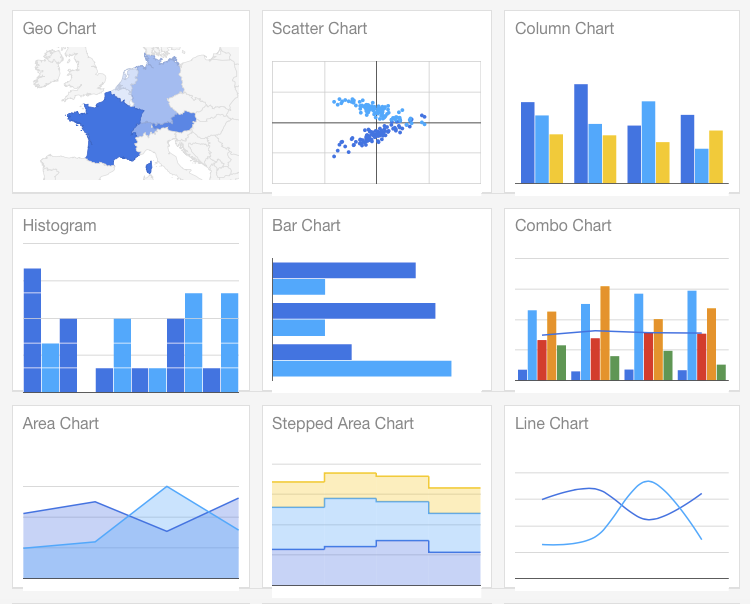 Geo Chart
Scatter Chart
Column Chart
Histogram
Bar Chart
Combo Chart
Area Chart
Stepped Area Chart
Line Chart